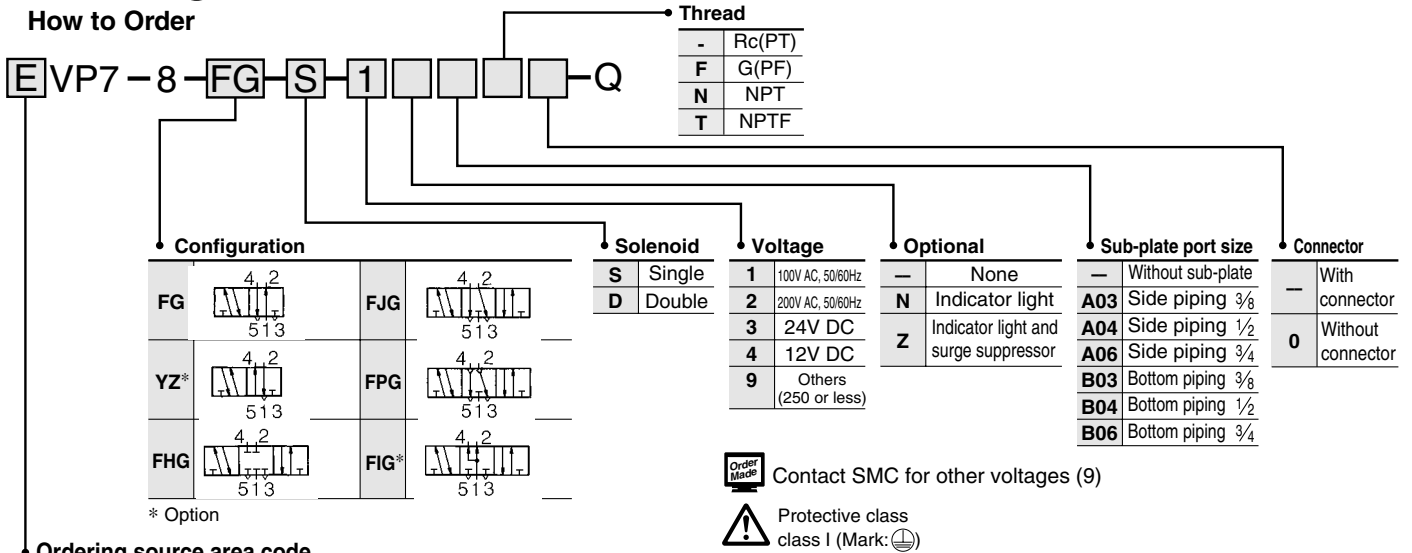 How to Order
E VP7 – 8 – FG – S – 1 – Q
Thread
- Rc(PT)
F G(PF)
N NPT
T NPTF
Configuration
FG 4 2 513
FJG 4 2 513
YZ* 4 2 513
FPG 4 2 513
FHG 4 2 513
FIG* 4 2 513
* Option
Solenoid
S Single
D Double
Voltage
1 100V AC, 50/60Hz
2 200V AC, 50/60Hz
3 24V DC
4 12V DC
9 Others
(250 or less)
Optional
— None
N Indicator light
Z Indicator light and
surge suppressor
Sub-plate port size
— Without sub-plate
A03 Side piping 3⁄8
A04 Side piping 1⁄2
A06 Side piping 3⁄4
B03 Bottom piping 3⁄8
B04 Bottom piping 1⁄2
B06 Bottom piping 3⁄4
Connector
— With
connector
0 Without
connector
Order
Made
Contact SMC for other voltages (9)
Protective class
class I (Mark: ⏚)
Ordering source area code